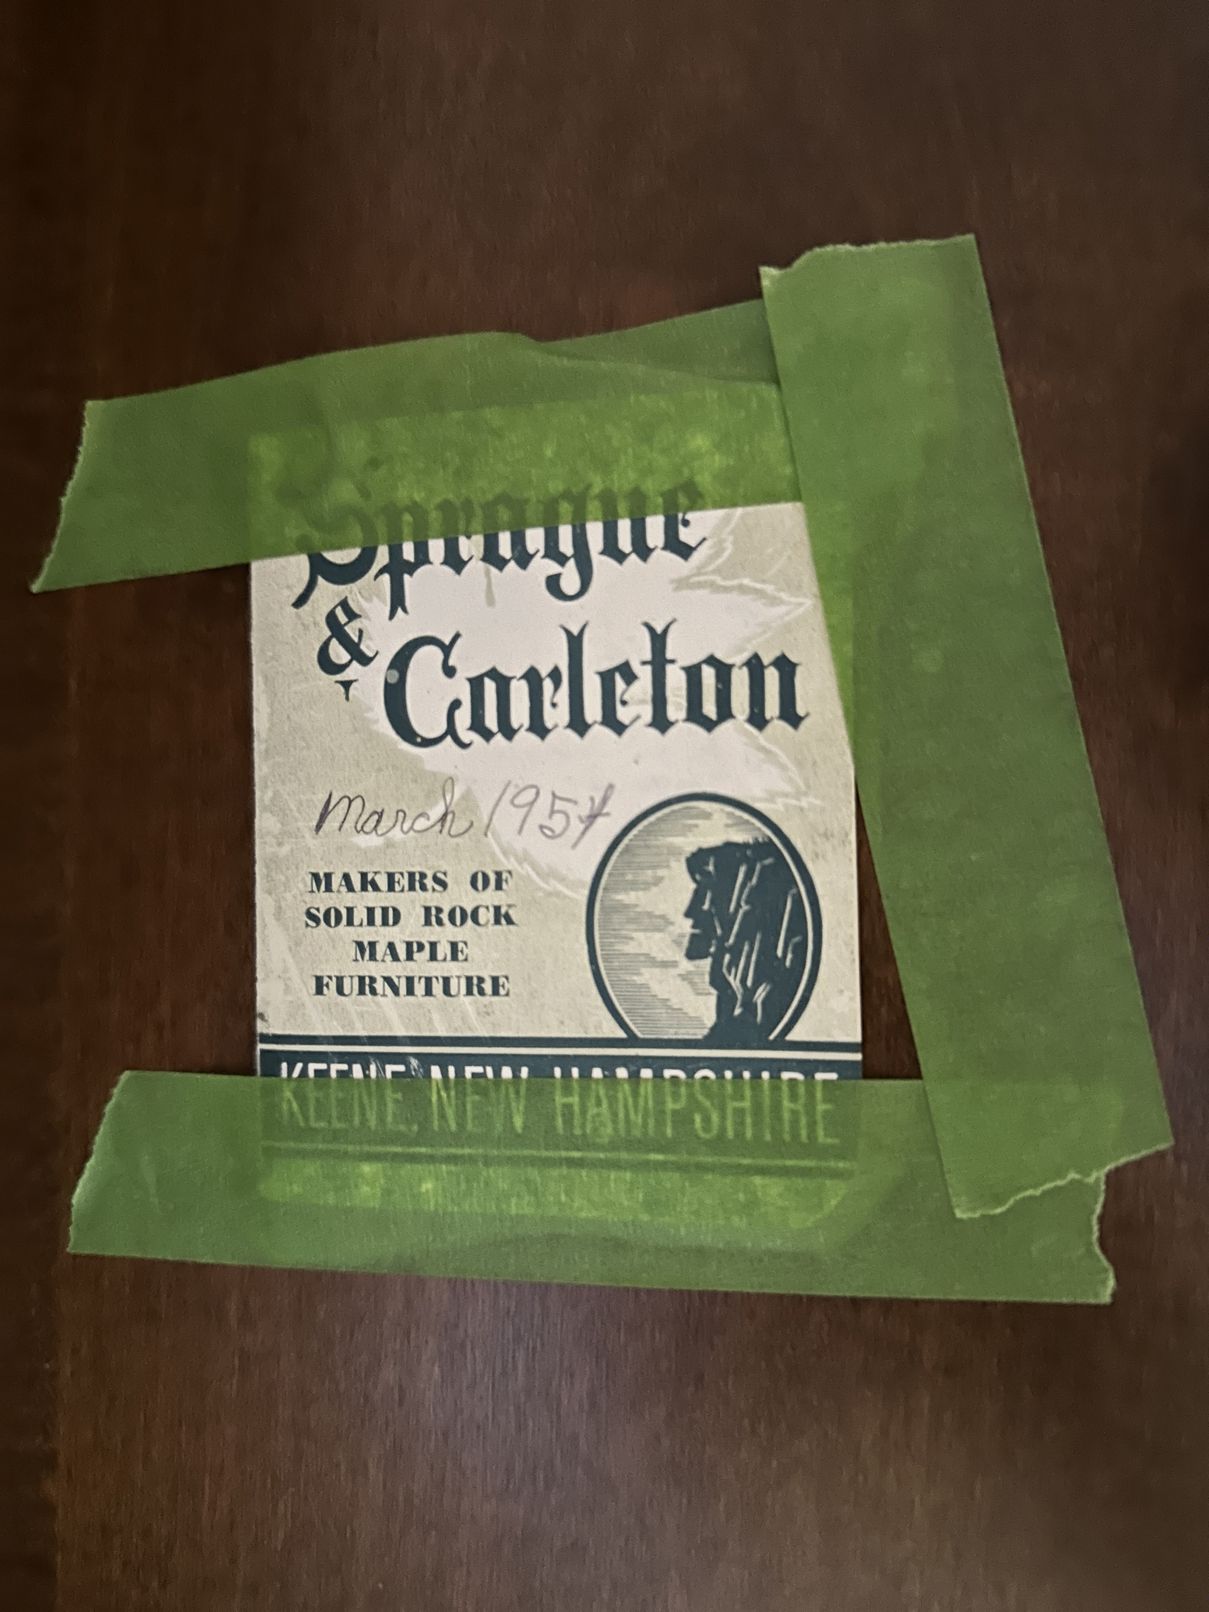 Sprague
& Carleton
March 1954
MAKERS OF
SOLID ROCK
MAPLE
FURNITURE
KEENE, NEW HAMPSHIRE